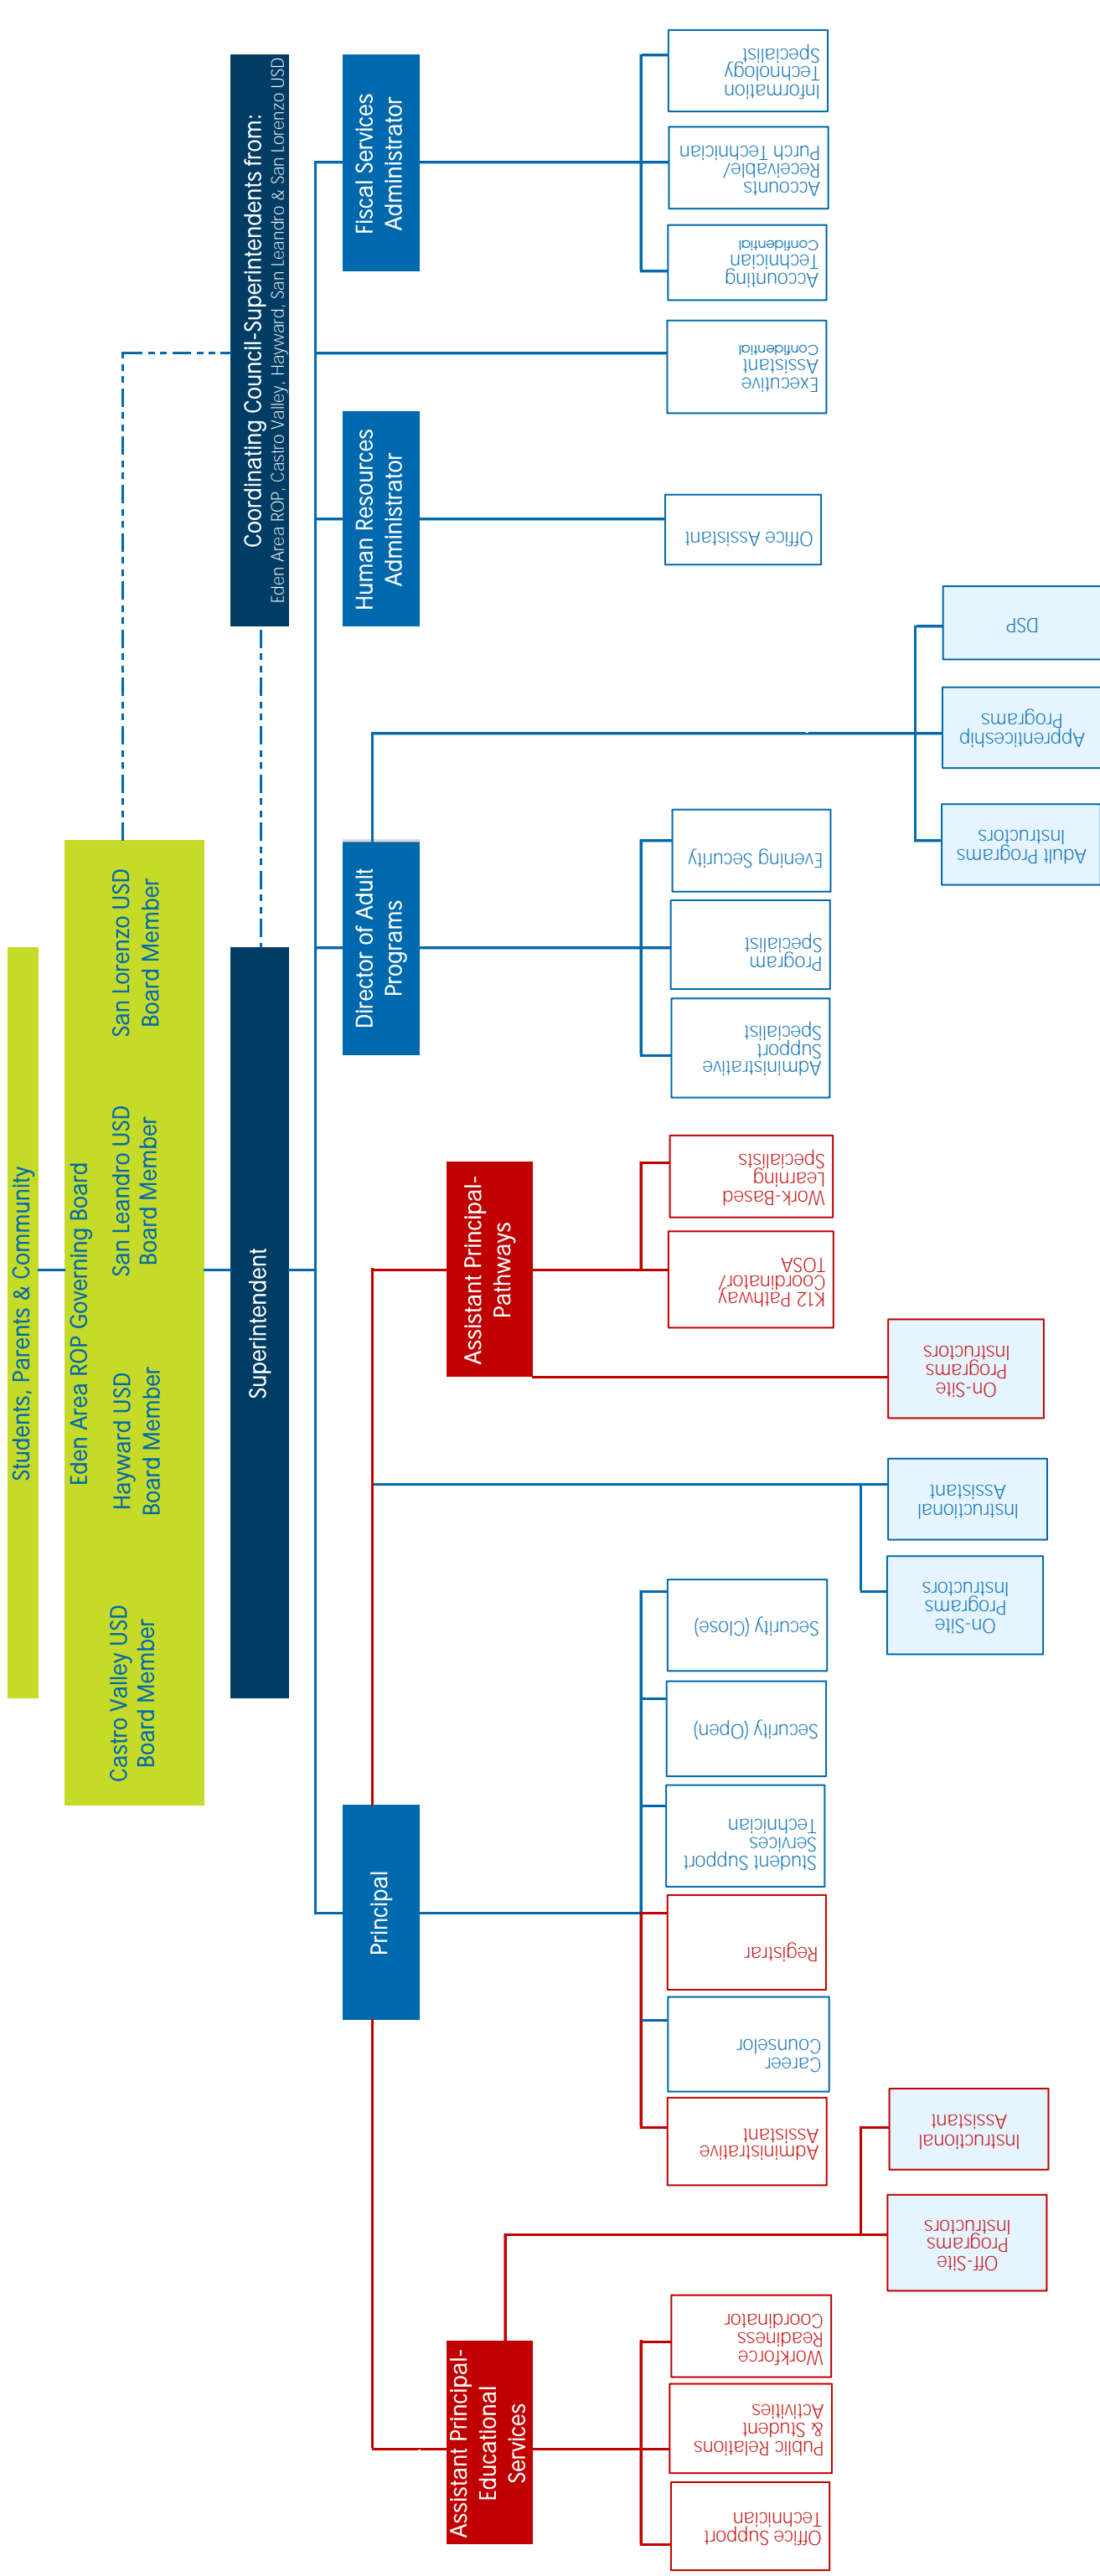 Students, Parents & Community
Eden Area ROP Governing Board
Castro Valley USD
Board Member
Hayward USD
Board Member
San Leandro USD
Board Member
San Lorenzo USD
Board Member
Superintendent
Coordinating Council-Superintendents from:
Eden Area ROP, Castro Valley, Hayward, San Leandro & San Lorenzo USD
Principal
Director of Adult
Programs
Human Resources
Administrator
Fiscal Services
Administrator
Assistant Principal-
Educational
Services
Assistant Principal-
Pathways
Office Support
Technician
Public Relations
& Student
Activities
Workforce
Readiness
Coordinator
Administrative
Assistant
Career
Counselor
Registrar
Student Support
Services
Technician
Security (Open)
Security (Close)
K12 Pathway
Coordinator/
TOSA
Work-Based
Learning
Specialists
Administrative
Support
Specialist
Program
Specialist
Evening Security
Office Assistant
Executive
Assistant
Confidential
Accounting
Technician
Confidential
Accounts
Receivable/
Purch Technician
Information
Technology
Specialist
Off-Site
Programs
Instructors
Instructional
Assistant
On-Site
Programs
Instructors
Instructional
Assistant
On-Site
Programs
Instructors
Adult Programs
Instructors
Apprenticeship
Programs
DSP